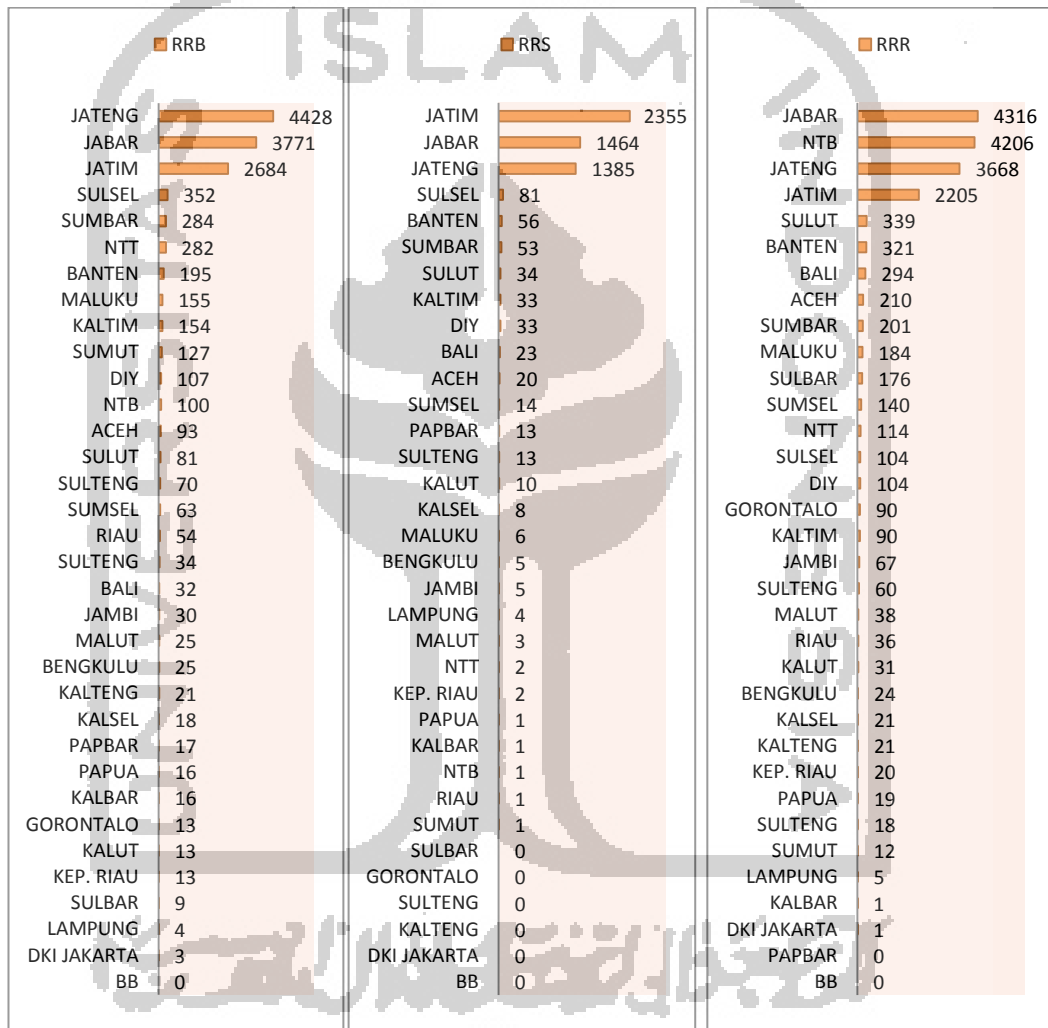 RRB
JATENG 4428
JABAR 3771
JATIM 2684
SULSEL 352
SUMBAR 284
NTT 282
BANTEN 195
MALUKU 155
KALTIM 154
SUMUT 127
DIY 107
NTB 100
ACEH 93
SULUT 81
SULTENG 70
SUMSEL 63
RIAU 54
SULTENG 34
BALI 32
JAMBI 30
MALUT 25
BENGKULU 25
KALTENG 21
KALSEL 18
PAPBAR 17
PAPUA 16
KALBAR 16
GORONTALO 13
KALUT 13
KEP. RIAU 13
SULBAR 9
LAMPUNG 4
DKI JAKARTA 3
BB 0
RRS
JATIM 2355
JABAR 1464
JATENG 1385
SULSEL 81
BANTEN 56
SUMBAR 53
SULUT 34
KALTIM 33
DIY 33
BALI 23
ACEH 20
SUMSEL 14
PAPBAR 13
SULTENG 13
KALUT 10
KALSEL 8
MALUKU 6
BENGKULU 5
JAMBI 5
LAMPUNG 4
MALUT 3
NTT 2
KEP. RIAU 2
PAPUA 1
KALBAR 1
NTB 1
RIAU 1
SUMUT 1
SULBAR 0
GORONTALO 0
SULTENG 0
KALTENG 0
DKI JAKARTA 0
BB 0
RRR
JABAR 4316
NTB 4206
JATENG 3668
JATIM 2205
SULUT 339
BANTEN 321
BALI 294
ACEH 210
SUMBAR 201
MALUKU 184
SULBAR 176
SUMSEL 140
NTT 114
SULSEL 104
DIY 104
GORONTALO 90
KALTIM 90
JAMBI 67
SULTENG 60
MALUT 38
RIAU 36
KALUT 31
BENGKULU 24
KALSEL 21
KALTENG 21
KEP. RIAU 20
PAPUA 19
SULTENG 18
SUMUT 12
LAMPUNG 5
KALBAR 1
DKI JAKARTA 1
PAPBAR 0
BB 0
UNIVERSITAS
ISLAM
INDONESIA